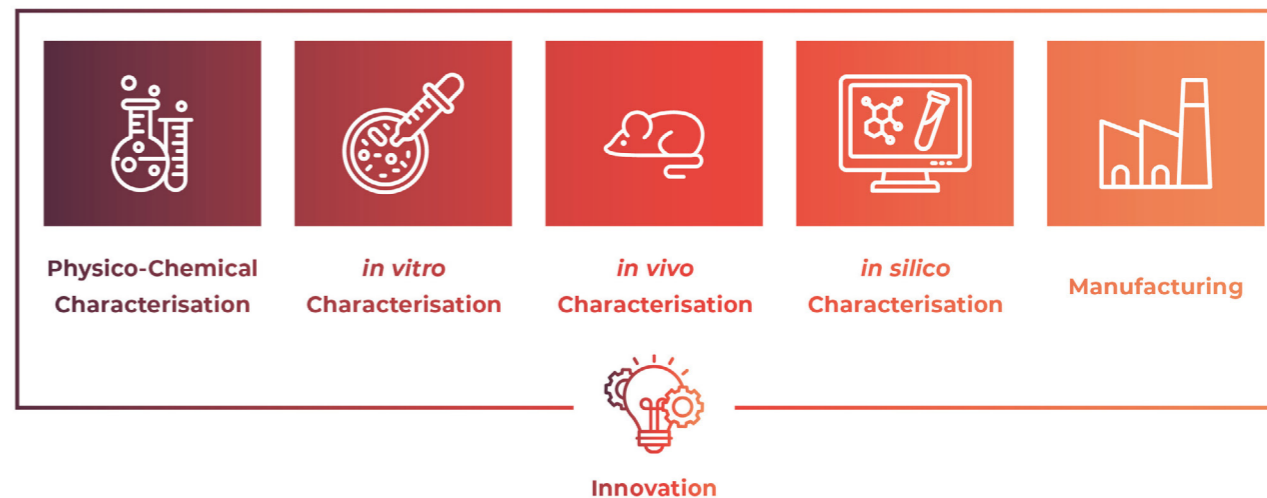 Physico-Chemical
Characterisation
in vitro
Characterisation
in vivo
Characterisation
in silico
Characterisation
Manufacturing
Innovation